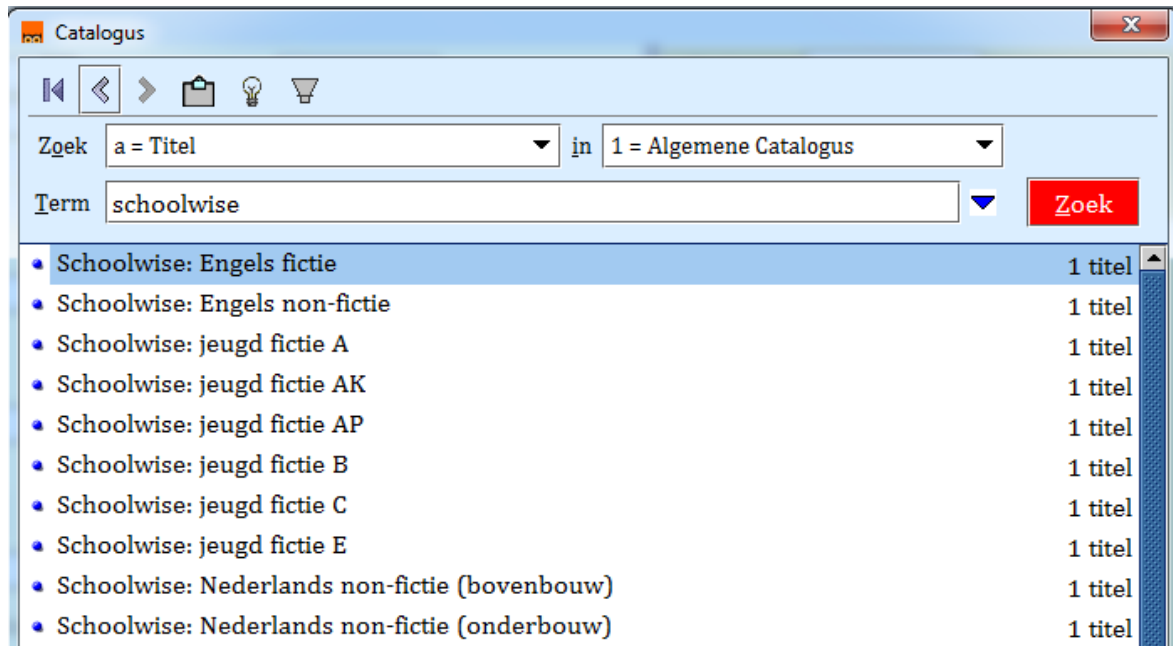 Catalogus
Zoek a = Titel in 1 = Algemene Catalogus
Term schoolwise Zoek
Schoolwise: Engels fictie 1 titel
Schoolwise: Engels non-fictie 1 titel
Schoolwise: jeugd fictie A 1 titel
Schoolwise: jeugd fictie AK 1 titel
Schoolwise: jeugd fictie AP 1 titel
Schoolwise: jeugd fictie B 1 titel
Schoolwise: jeugd fictie C 1 titel
Schoolwise: jeugd fictie E 1 titel
Schoolwise: Nederlands non-fictie (bovenbouw) 1 titel
Schoolwise: Nederlands non-fictie (onderbouw) 1 titel